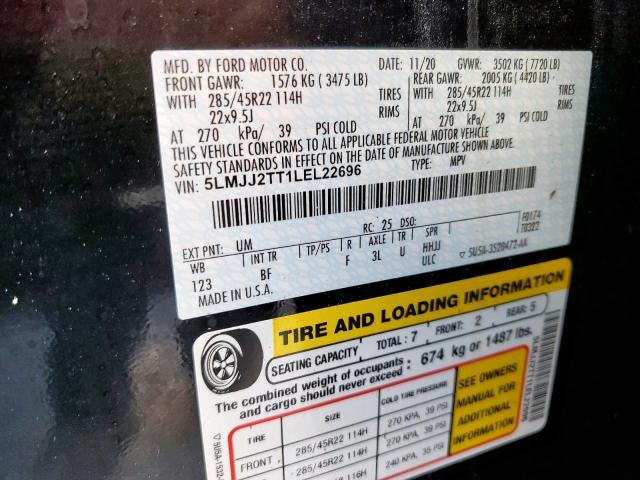 MFD. BY FORD MOTOR CO.
11/20 GVWR: 3502 KG ( 7720 LB)
FRONT GAWR: 1576 KG ( 3475 LB)
REAR GAWR: 2005 KG ( 4420 LB)
WITH 285/45R22 114H TIRES
WITH 285/45R22 114H TIRES
22x9.5J RIMS
22x9.5J RIMS
AT 270 kPa/ 39 PSI COLD
AT 270 kPa/ 39 PSI COLD
THIS VEHICLE CONFORMS TO ALL APPLICABLE FEDERAL MOTOR VEHICLE
SAFETY STANDARDS IN EFFECT ON THE DATE OF MANUFACTURE SHOWN ABOVE.
VIN: 5LMJJ2TT1LEL22696
TYPE: MPV
F0174
T0322
EXT PNT: UM RC: 25 DSO:
WB INT TR TP/PS R AXLE TR SPR
123 BF F 3L U HHJJ
ULC
▽ 5U5A-3520472-AA
MADE IN U.S.A.
TIRE AND LOADING INFORMATION
SEATING CAPACITY TOTAL: 7 FRONT: 2 REAR: 5
The combined weight of occupants and cargo should never exceed : 674 kg or 1487 lbs.
TIRE SIZE COLD TIRE PRESSURE
FRONT 285/45R22 114H 270 KPA, 39 PSI
285/45R22 114H 270 KPA, 39 PSI
116H 240 KPA, 35 PSI
SEE OWNERS
MANUAL FOR
ADDITIONAL
INFORMATION